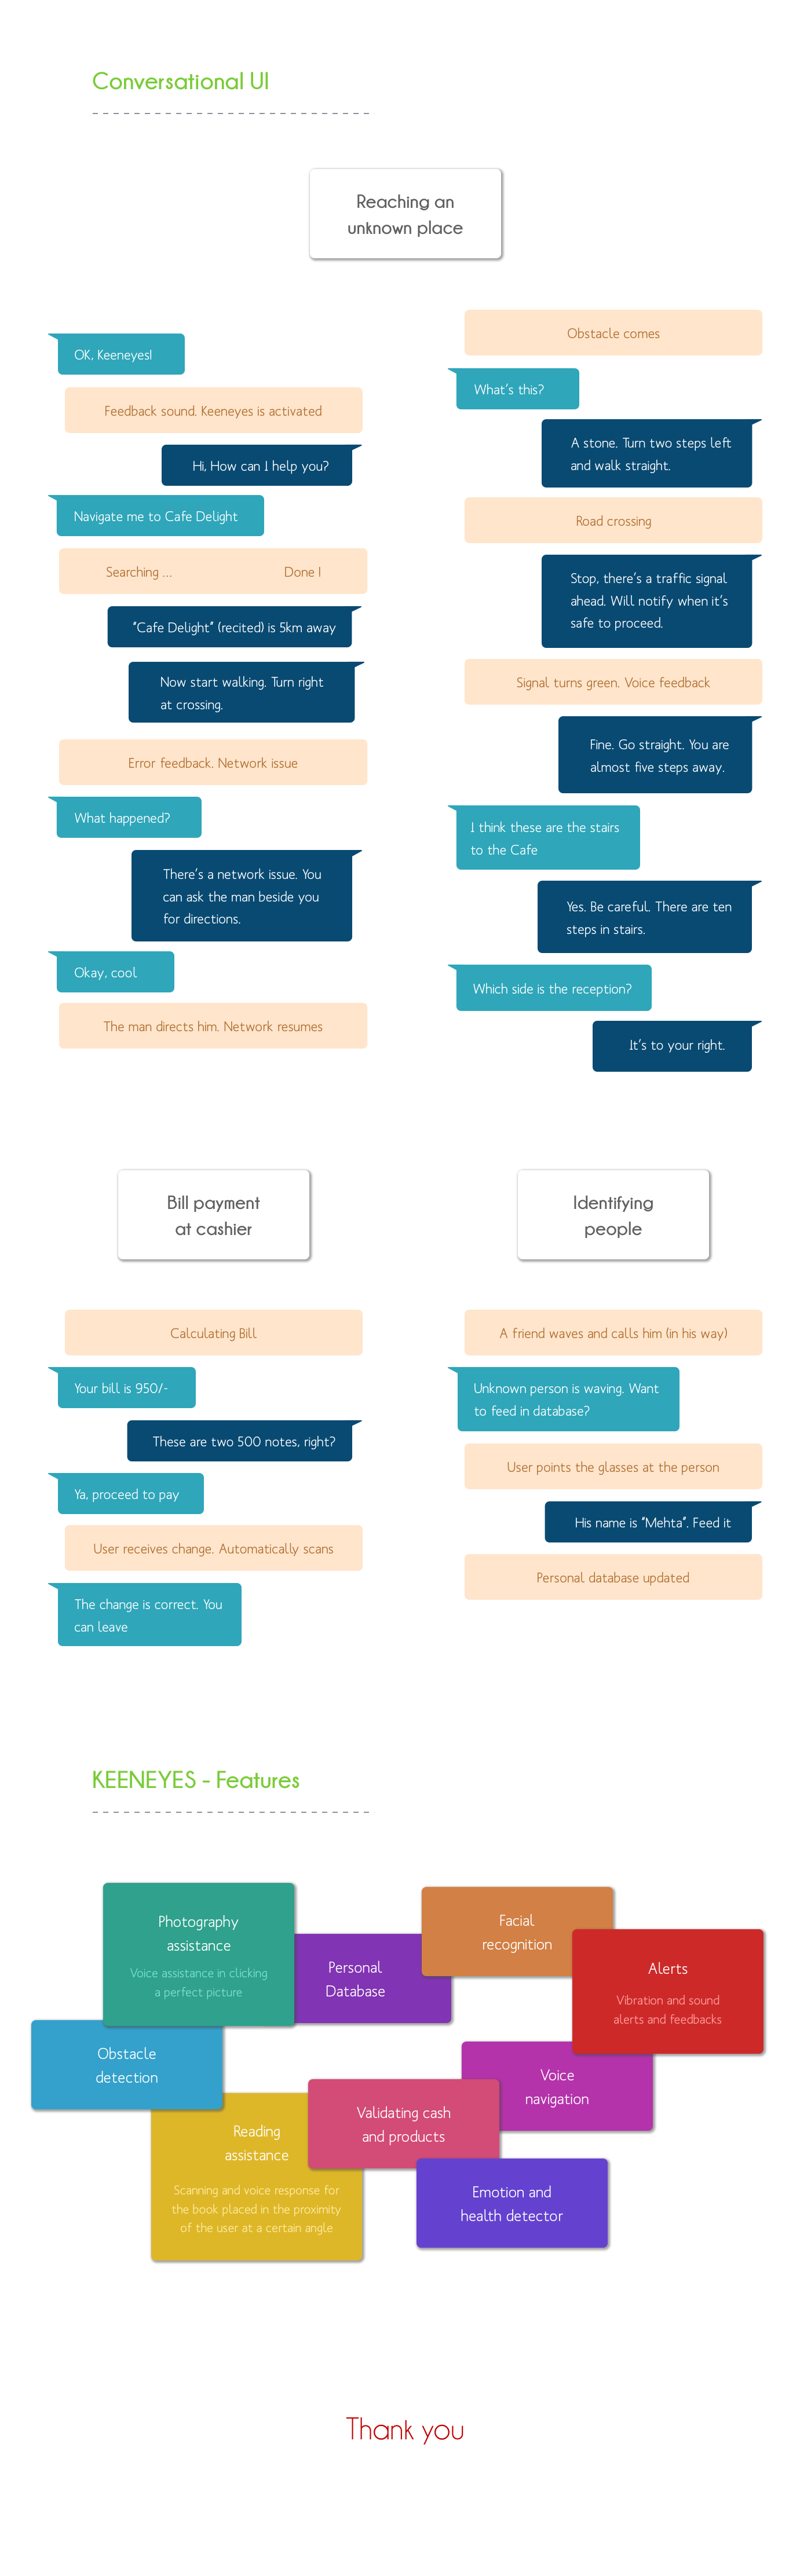 Conversational UI
Reaching an
unknown place
OK, Keeneyes!
Feedback sound. Keeneyes is activated
Hi, How can I help you?
Navigate me to Cafe Delight
Searching ... Done !
"Cafe Delight" (recited) is 5km away
Now start walking. Turn right
at crossing.
Error feedback. Network issue
What happened?
There's a network issue. You
can ask the man beside you
for directions.
Okay, cool
The man directs him. Network resumes
Obstacle comes
What's this?
A stone. Turn two steps left
and walk straight.
Road crossing
Stop, there's a traffic signal
ahead. Will notify when it's
safe to proceed.
Signal turns green. Voice feedback
Fine. Go straight. You are
almost five steps away.
I think these are the stairs
to the Cafe
Yes. Be careful. There are ten
steps in stairs.
Which side is the reception?
It's to your right.
Bill payment
at cashier
Calculating Bill
Your bill is 950/-
These are two 500 notes, right?
Ya, proceed to pay
User receives change. Automatically scans
The change is correct. You
can leave
Identifying
people
A friend waves and calls him (in his way)
Unknown person is waving. Want
to feed in database?
User points the glasses at the person
His name is "Mehta". Feed it
Personal database updated
KEENEYES - Features
Photography
assistance
Voice assistance in clicking
a perfect picture
Personal
Database
Facial
recognition
Alerts
Vibration and sound
alerts and feedbacks
Obstacle
detection
Reading
assistance
Scanning and voice response for
the book placed in the proximity
of the user at a certain angle
Validating cash
and products
Voice
navigation
Emotion and
health detector
Thank you